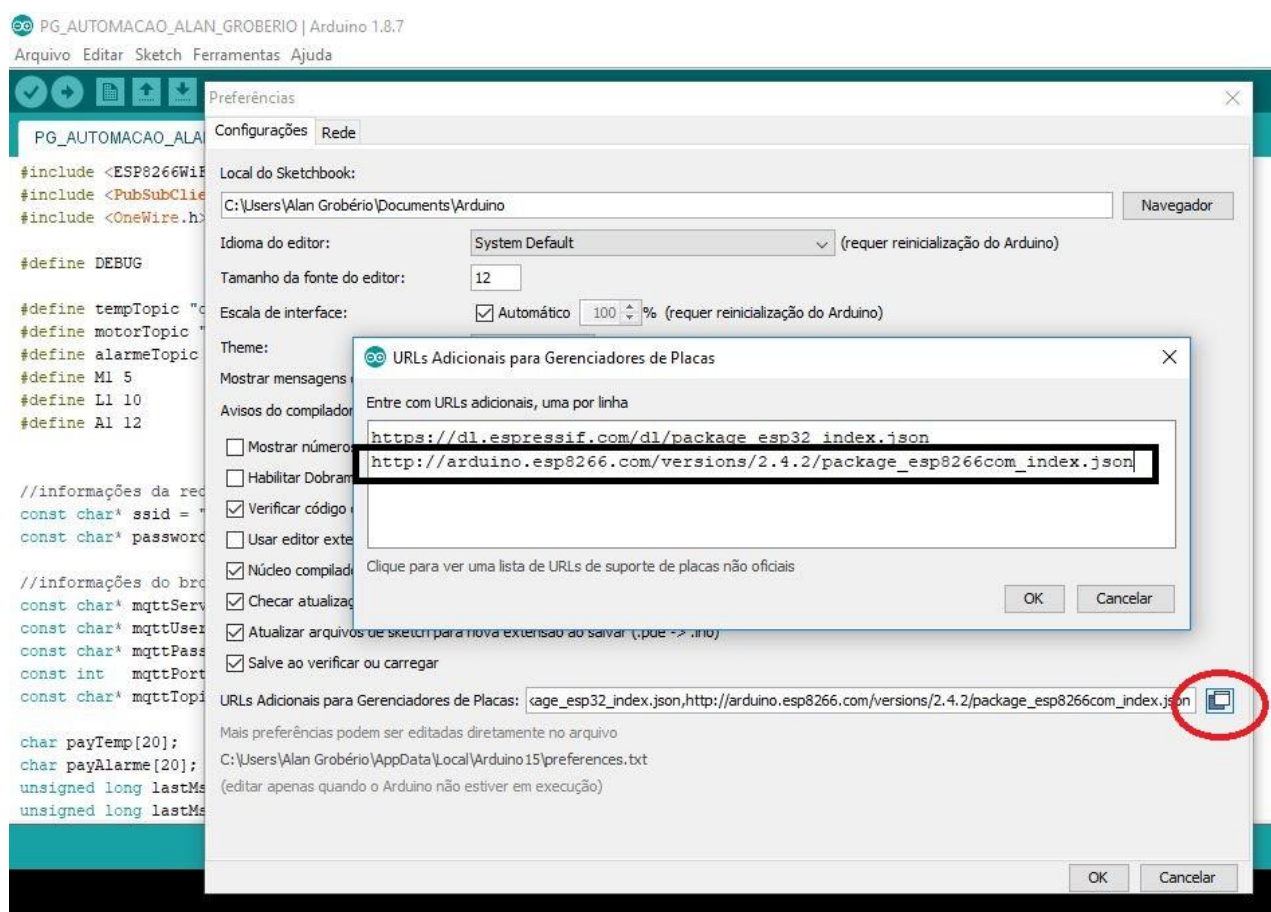 PG_AUTOMACAO_ALAN_GROBERIO | Arduino 1.8.7
Arquivo Editar Sketch Ferramentas Ajuda
PG_AUTOMACAO_ALA
#include <ESP8266WiF
#include <PubSubClie
#include <OneWire.h>
#define DEBUG
#define tempTopic "c
#define motorTopic "
#define alarmeTopic
#define M1 5
#define L1 10
#define A1 12
//informações da red
const char* ssid = "
const char* password
//informações do bro
const char* mqttServ
const char* mqttUser
const char* mqttPass
const int mqttPort
const char* mqttTopi
char payTemp[20];
char payAlarme[20];
unsigned long lastMs
unsigned long lastMs
Preferências
Configurações Rede
Local do Sketchbook:
C:\Users\Alan Grobério\Documents\Arduino Navegador
Idioma do editor: System Default (requer reinicialização do Arduino)
Tamanho da fonte do editor: 12
Escala de interface: Automático 100 % (requer reinicialização do Arduino)
Theme:
Mostrar mensagens
Avisos do compilador
Mostrar número
Habilitar Dobram
Verificar código
Usar editor exte
Núcleo compilad
Checar atualizaç
Atualizar arquivos de sketch para nova extensão ao salvar (.pde -> .ino)
Salve ao verificar ou carregar
URLs Adicionais para Gerenciadores de Placas: kage_esp32_index.json,http://arduino.esp8266.com/versions/2.4.2/package_esp8266com_index.json
Mais preferências podem ser editadas diretamente no arquivo
C:\Users\Alan Grobério\AppData\Local\Arduino15\preferences.txt
(editar apenas quando o Arduino não estiver em execução)
OK Cancelar
URLs Adicionais para Gerenciadores de Placas
Entre com URLs adicionais, uma por linha
https://dl.espressif.com/dl/package_esp32_index.json
http://arduino.esp8266.com/versions/2.4.2/package_esp8266com_index.json
Clique para ver uma lista de URLs de suporte de placas não oficiais
OK Cancelar